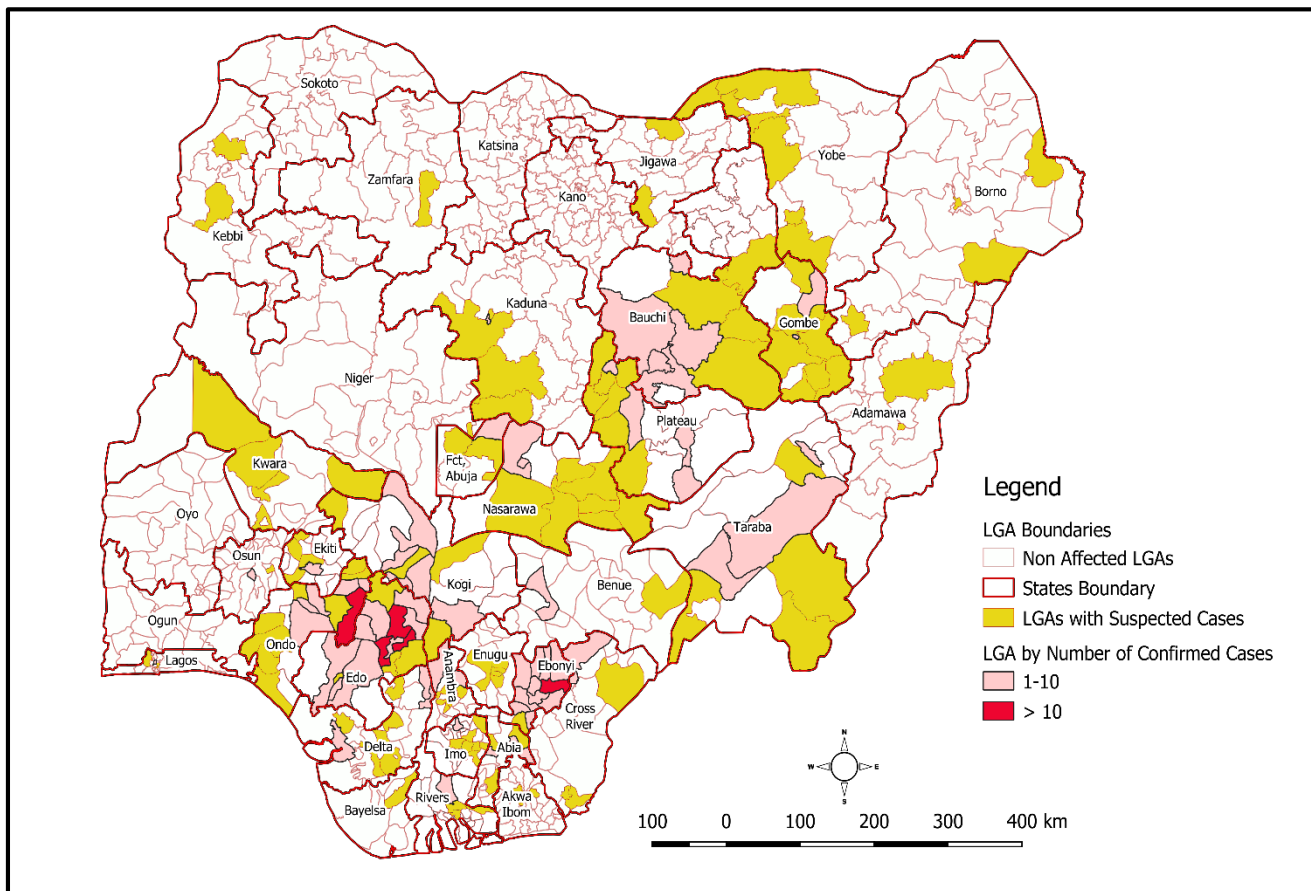 Sokoto
Katsina
Jigawa
Yobe
Zamfara
Kano
Borno
Kebbi
Kaduna
Bauchi
Gombe
Niger
Adamawa
Plateau
Kwara
Fct,
Abuja
Nasarawa
Oyo
Taraba
Ekiti
Osun
Kogi
Benue
Ogun
Ondo
Enugu
Lagos
Edo
Anambra
Ebonyi
Cross
River
Delta
Imo
Abia
Bayelsa
Rivers
Akwa
Ibom
Legend
LGA Boundaries
Non Affected LGAs
States Boundary
LGAs with Suspected Cases
LGA by Number of Confirmed Cases
1-10
> 10
N
W E
S
100 0 100 200 300 400 km